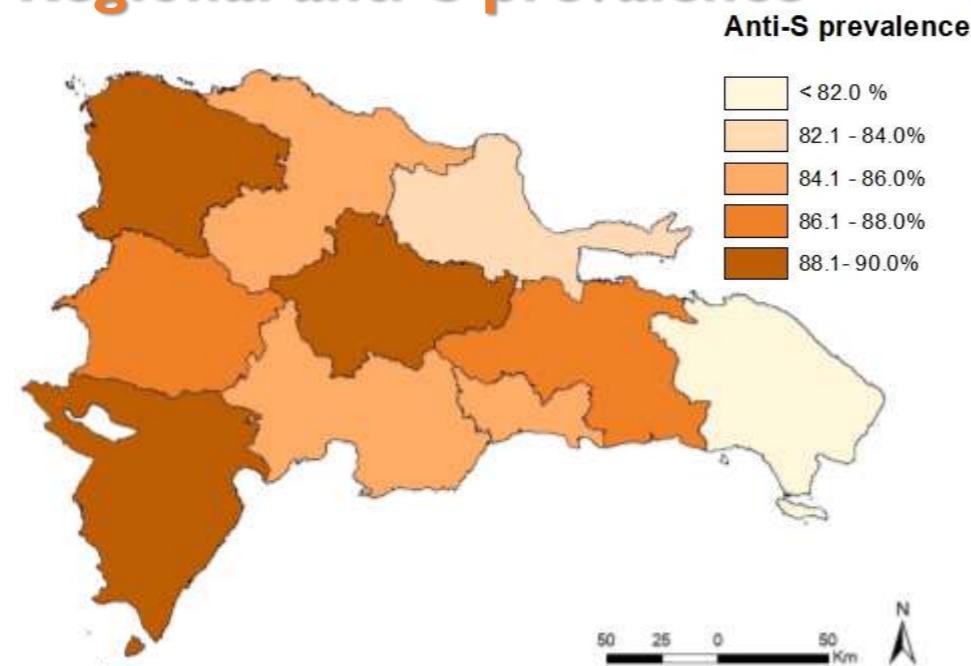 Anti-S prevalence
< 82.0 %
82.1 - 84.0%
84.1 - 86.0%
86.1 - 88.0%
88.1- 90.0%
N
50 25 0 50
Km